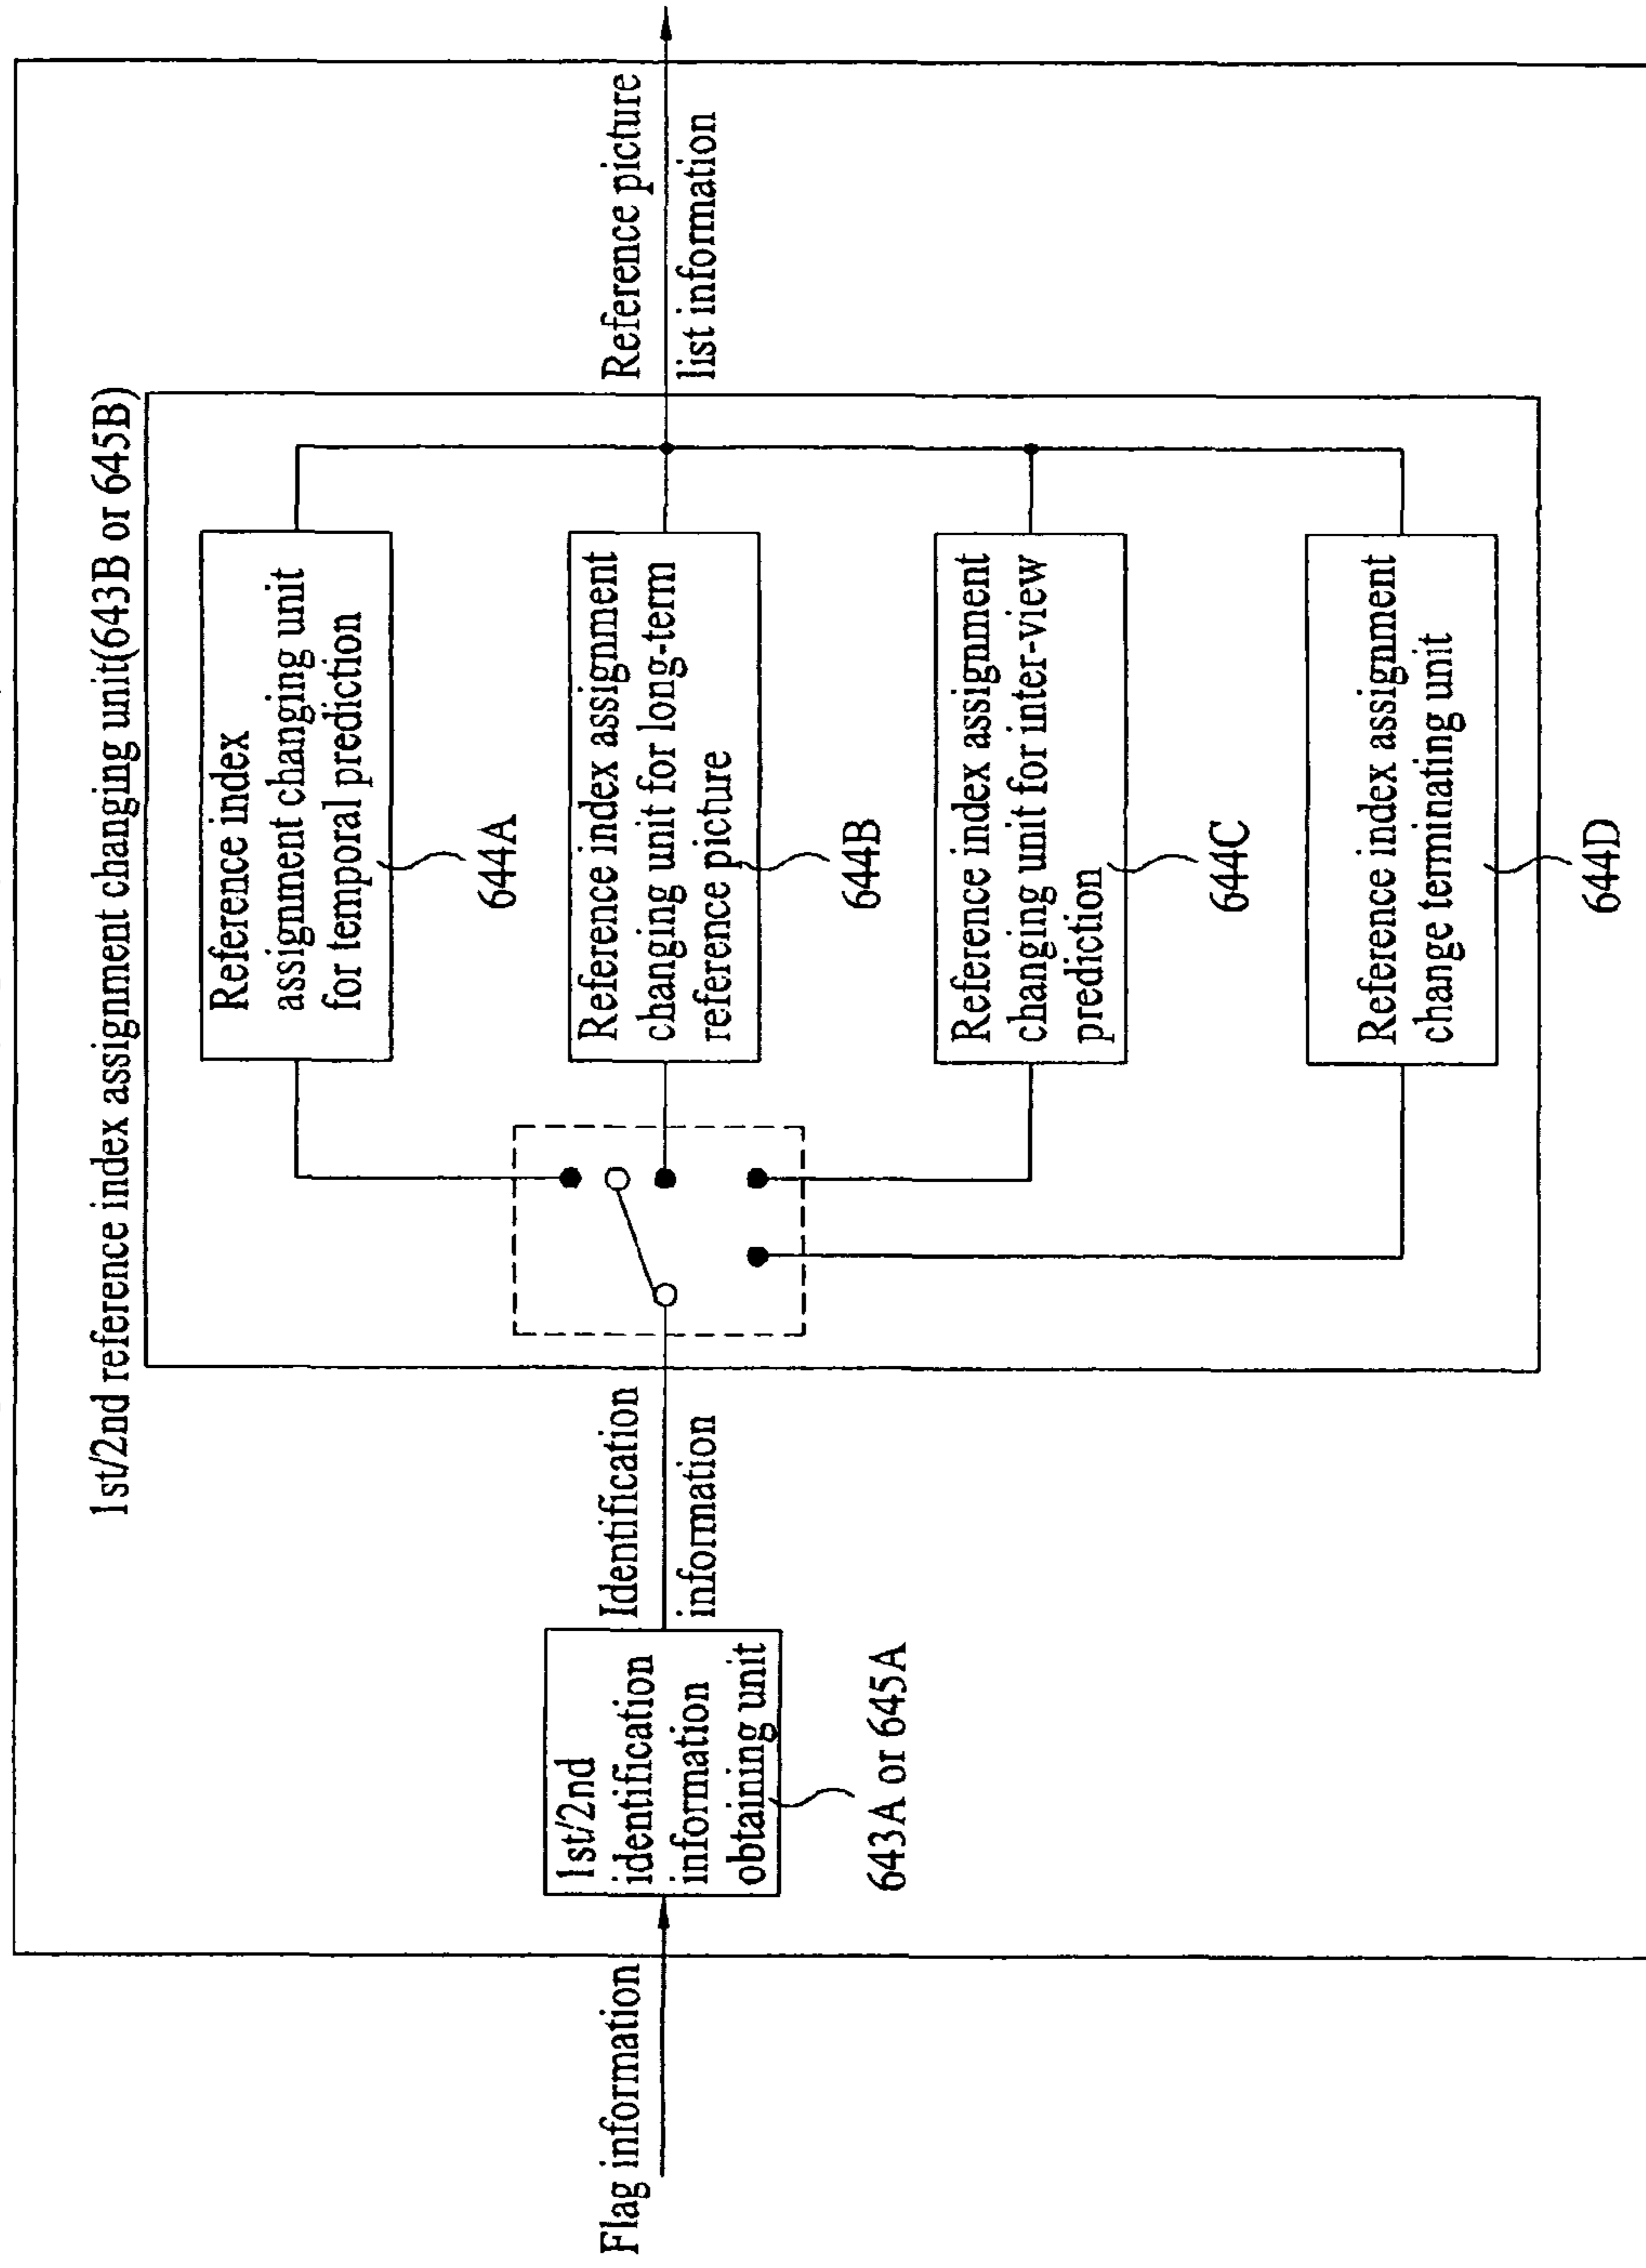 1st/2nd reference index assignment changing unit(643B or 645B)
Flag information
1st/2nd
identification
information
obtaining unit
643A or 645A
Identification
information
Reference index
assignment changing unit
for temporal prediction
644A
Reference index assignment
changing unit for long-term
reference picture
644B
Reference index assignment
changing unit for inter-view
prediction
644C
Reference index assignment
change terminating unit
644D
Reference picture
list information